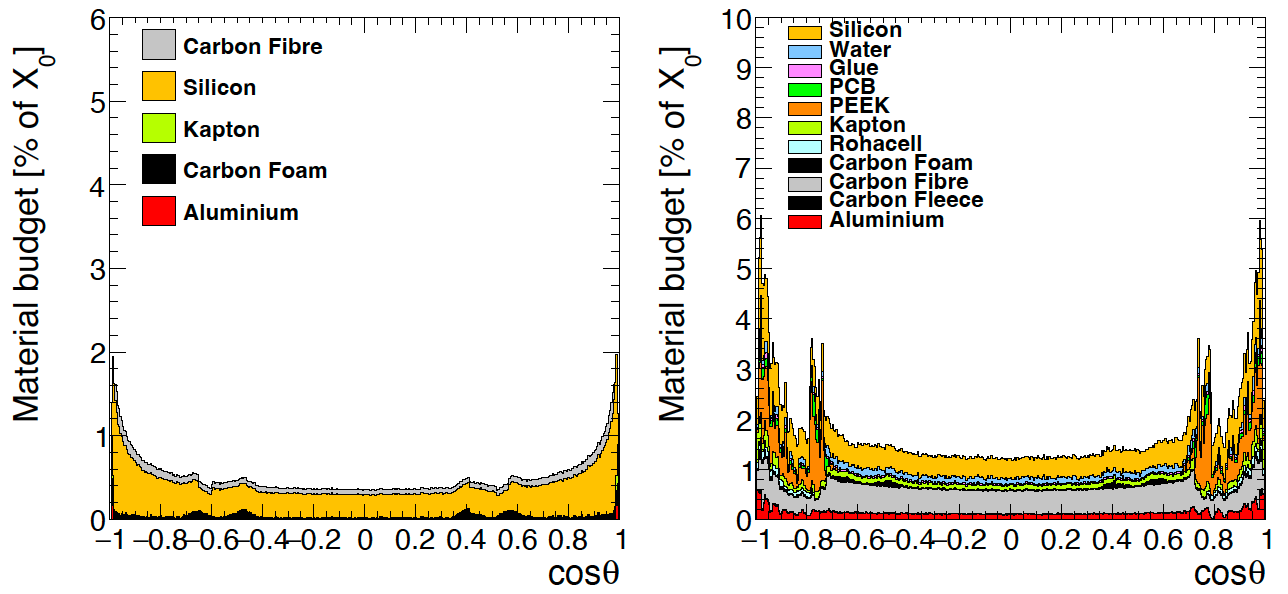 Material budget [% of X0]
6
5
4
3
2
1
0
Carbon Fibre
Silicon
Kapton
Carbon Foam
Aluminium
−1 −0.8 −0.6 −0.4 −0.2 0 0.2 0.4 0.6 0.8 1
cosθ
Material budget [% of X0]
10
9
8
7
6
5
4
3
2
1
0
Silicon
Water
Glue
PCB
PEEK
Kapton
Rohacell
Carbon Foam
Carbon Fibre
Carbon Fleece
Aluminium
−1 −0.8 −0.6 −0.4 −0.2 0 0.2 0.4 0.6 0.8 1
cosθ